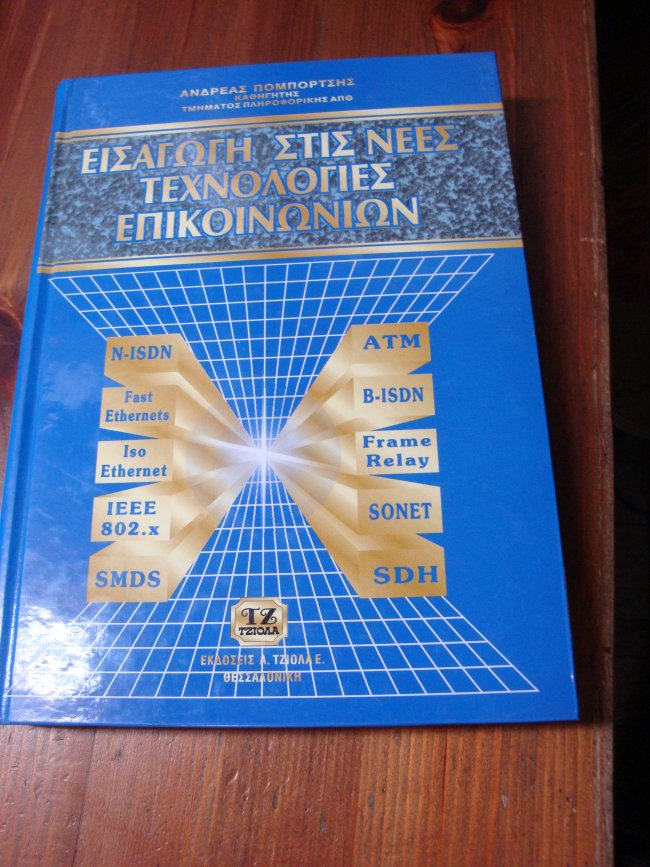 ΑΝΔΡΕΑΣ ΠΟΜΠΟΡΤΣΗΣ
ΚΑΘΗΓΗΤΗΣ
ΤΜΗΜΑΤΟΣ ΠΛΗΡΟΦΟΡΙΚΗΣ ΑΠΘ
ΕΙΣΑΓΩΓΗ ΣΤΙΣ ΝΕΕΣ
ΤΕΧΝΟΛΟΓΙΕΣ
ΕΠΙΚΟΙΝΩΝΙΩΝ
N-ISDN
Fast
Ethernets
Iso
Ethernet
IEEE
802.x
SMDS
ATM
B-ISDN
Frame
Relay
SONET
SDH
ΤΖ
ΤΖΙΟΛΑ
ΕΚΔΟΣΕΙΣ Α. ΤΖΙΟΛΑ Ε.
ΘΕΣΣΑΛΟΝΙΚΗ